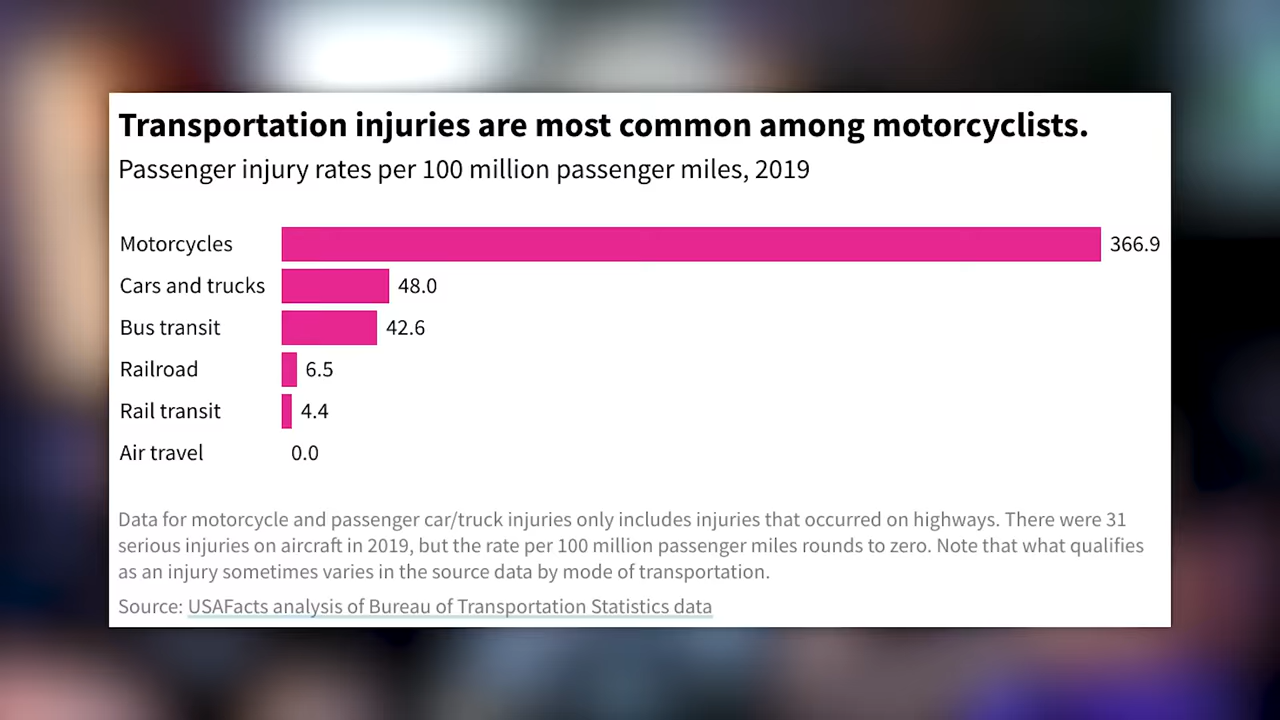 Transportation injuries are most common among motorcyclists.
Passenger injury rates per 100 million passenger miles, 2019
Motorcycles 366.9
Cars and trucks 48.0
Bus transit 42.6
Railroad 6.5
Rail transit 4.4
Air travel 0.0
Data for motorcycle and passenger car/truck injuries only includes injuries that occurred on highways. There were 31
serious injuries on aircraft in 2019, but the rate per 100 million passenger miles rounds to zero. Note that what qualifies
as an injury sometimes varies in the source data by mode of transportation.
Source: USAFacts analysis of Bureau of Transportation Statistics data